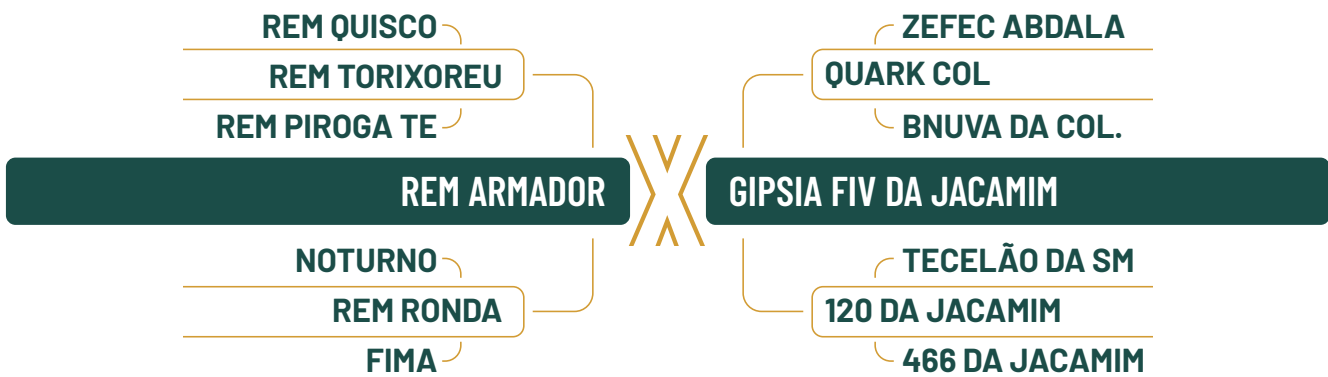 REM QUISCO
REM TORIXOREU
REM PIROGA TE
REM ARMADOR
NOTURNO
REM RONDA
FIMA
ZEFEC ABDALA
QUARK COL
BNUVA DA COL.
GIPSIA FIV DA JACAMIM
TECELÃO DA SM
120 DA JACAMIM
466 DA JACAMIM